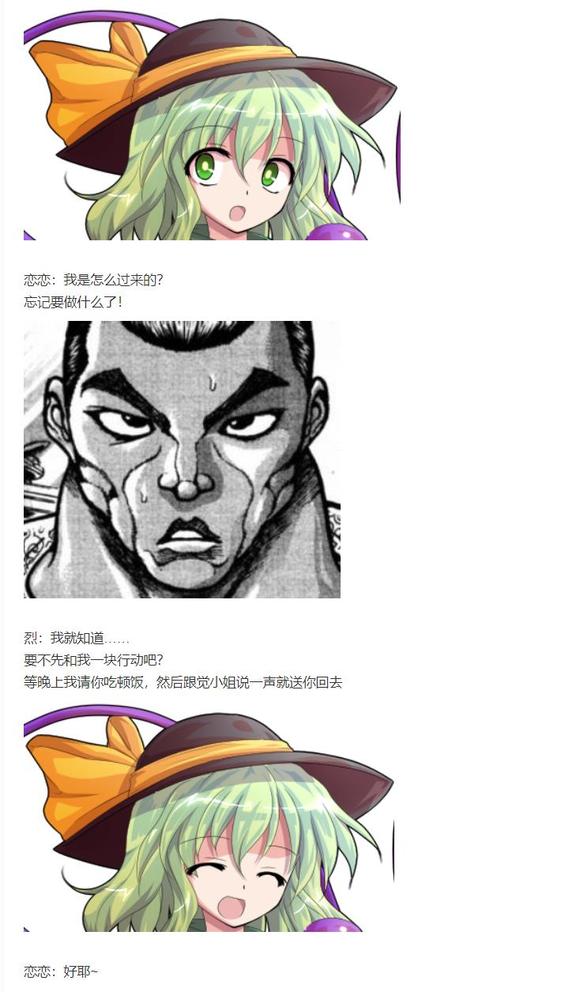 恋恋：我是怎么过来的？
忘记要做什么了！
烈：我就知道……
要不先和我一块行动吧？
等晚上我请你吃顿饭，然后跟觉小姐说一声就送你回去
恋恋：好耶~